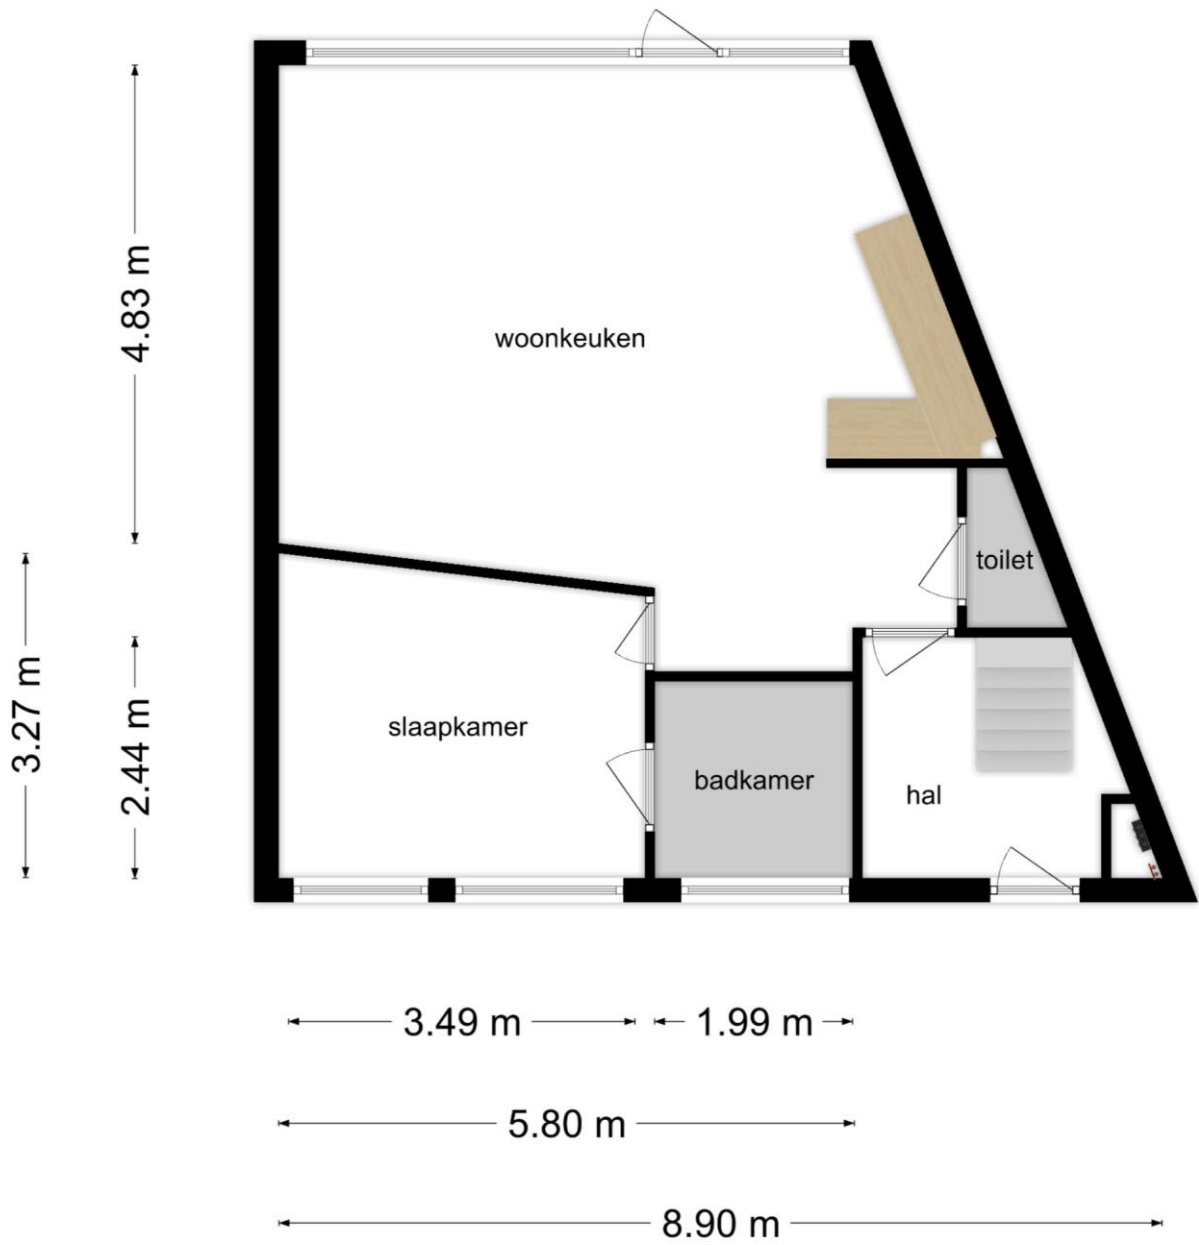 4.83 m
woonkeuken
toilet
3.27 m
2.44 m
slaapkamer
badkamer
hal
3.49 m
1.99 m
5.80 m
8.90 m